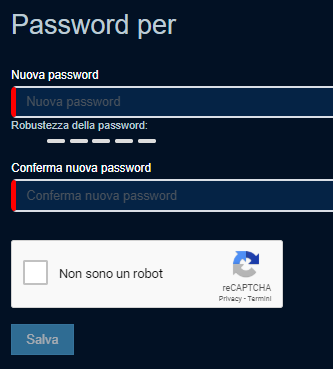 Password per
Nuova password
Nuova password
Robustezza della password:
Conferma nuova password
Conferma nuova password
Non sono un robot
reCAPTCHA
Privacy - Termini
Salva